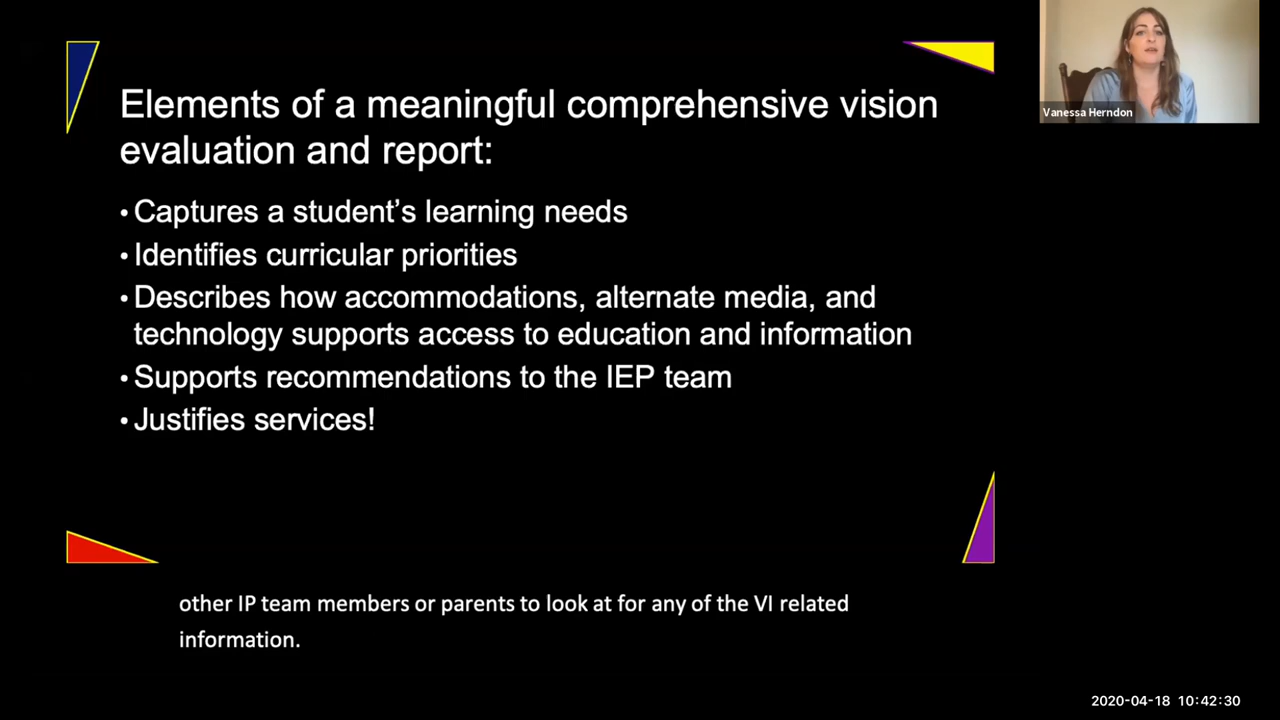 Elements of a meaningful comprehensive vision
evaluation and report:
• Captures a student’s learning needs
• Identifies curricular priorities
• Describes how accommodations, alternate media, and
technology supports access to education and information
• Supports recommendations to the IEP team
• Justifies services!
Vanessa Herndon
other IP team members or parents to look at for any of the VI related
information.
2020-04-18 10:42:30